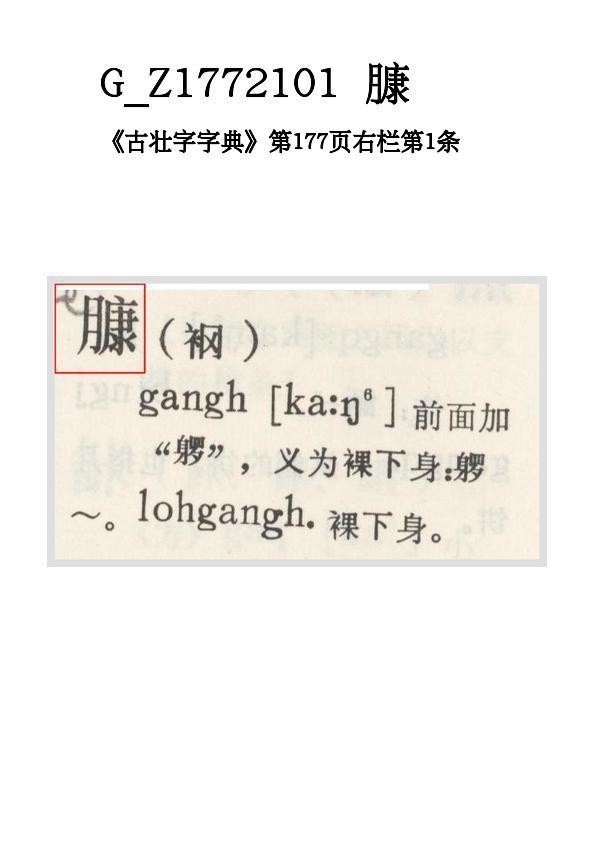 G_Z1772101
《古壮字字典》第177页右栏第1条
( )
gangh [ka:ŋ⁶] 前面加
“ ”，义为裸下身:
～。lohgangh. 裸下身。